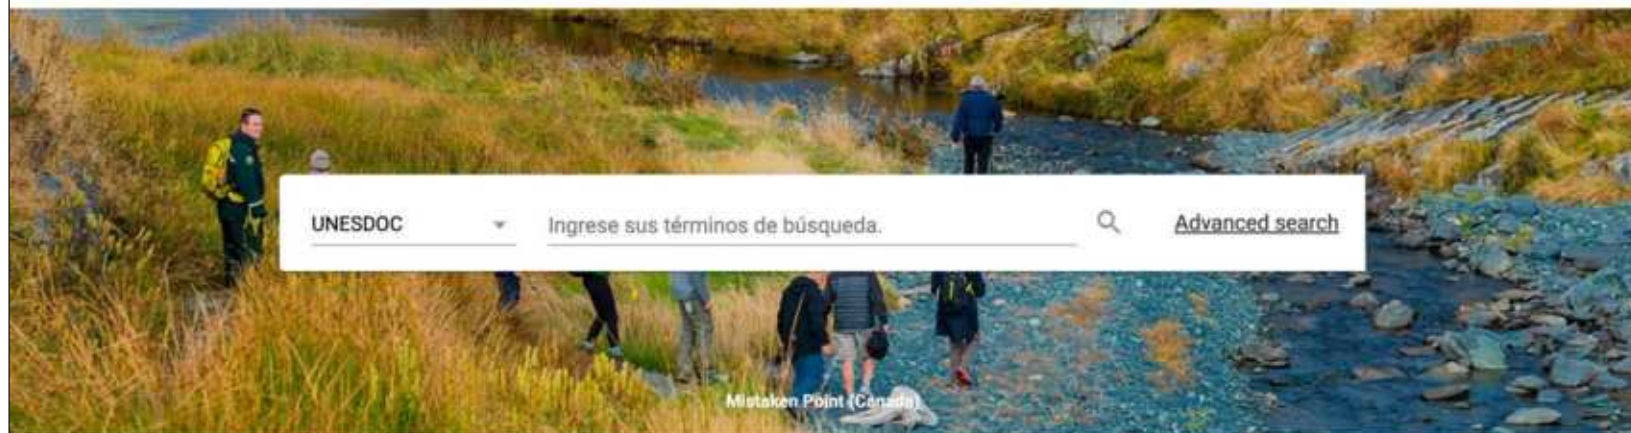 UNESDOC
Ingrese sus términos de búsqueda.
Advanced search
Mistaken Point (Canada)